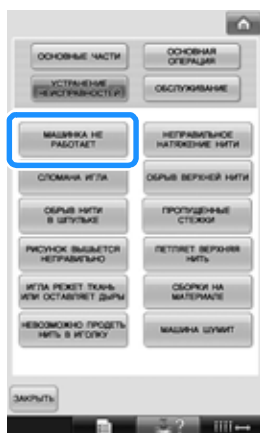 ОСНОВНЫЕ ЧАСТИ
ОСНОВНАЯ
ОПЕРАЦИЯ
УСТРАНЕНИЕ
НЕИСПРАВНОСТЕЙ
ОБСЛУЖИВАНИЕ
МАШИНКА НЕ
РАБОТАЕТ
НЕПРАВИЛЬНОЕ
НАТЯЖЕНИЕ НИТИ
СЛОМАНА ИГЛА
ОБРЫВ ВЕРХНЕЙ НИТИ
ОБРЫВ НИТИ
В ШПУЛЬКЕ
ПРОПУЩЕННЫЕ
СТЕЖКИ
РИСУНОК ВЫШЬЕТСЯ
НЕПРАВИЛЬНО
ПЕТЛЯЕТ ВЕРХНЯЯ
НИТЬ
ИГЛА РЕЖЕТ ТКАНЬ
ИЛИ ОСТАВЛЯЕТ ДЫРЫ
СБОРКИ НА
МАТЕРИАЛЕ
НЕВОЗМОЖНО ПРОДЕТЬ
НИТЬ В ИГОЛКУ
МАШИНА ШУМИТ
ЗАКРЫТЬ
?